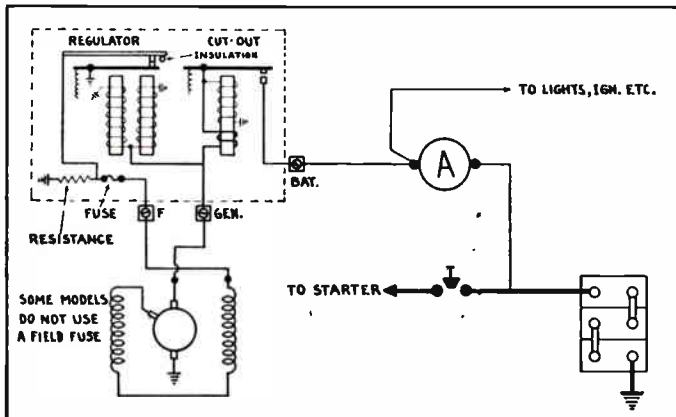 REGULATOR
CUT-OUT
INSULATION
TO LIGHTS, IGN. ETC.
A
BAT.
FUSE
F
GEN.
RESISTANCE
TO STARTER
SOME MODELS
DO NOT USE
A FIELD FUSE